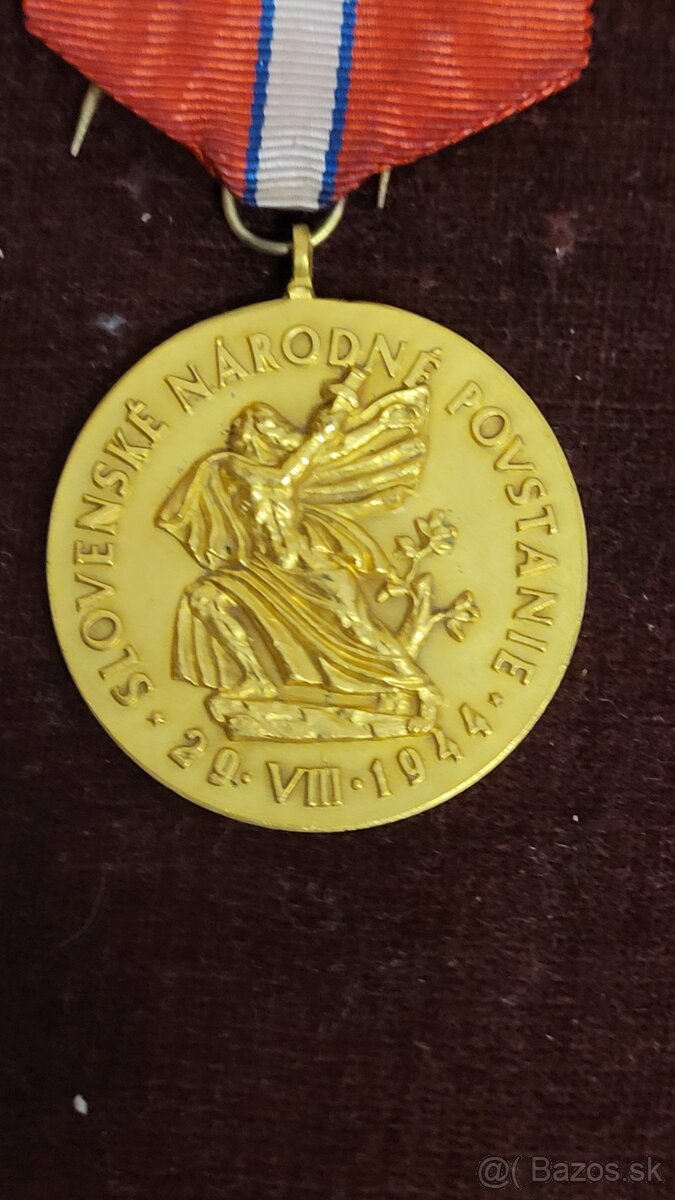 SLOVENSKÉ NÁRODNÉ POVSTANIE
· 29 · VIII · 1944 ·
@( Bazos.sk